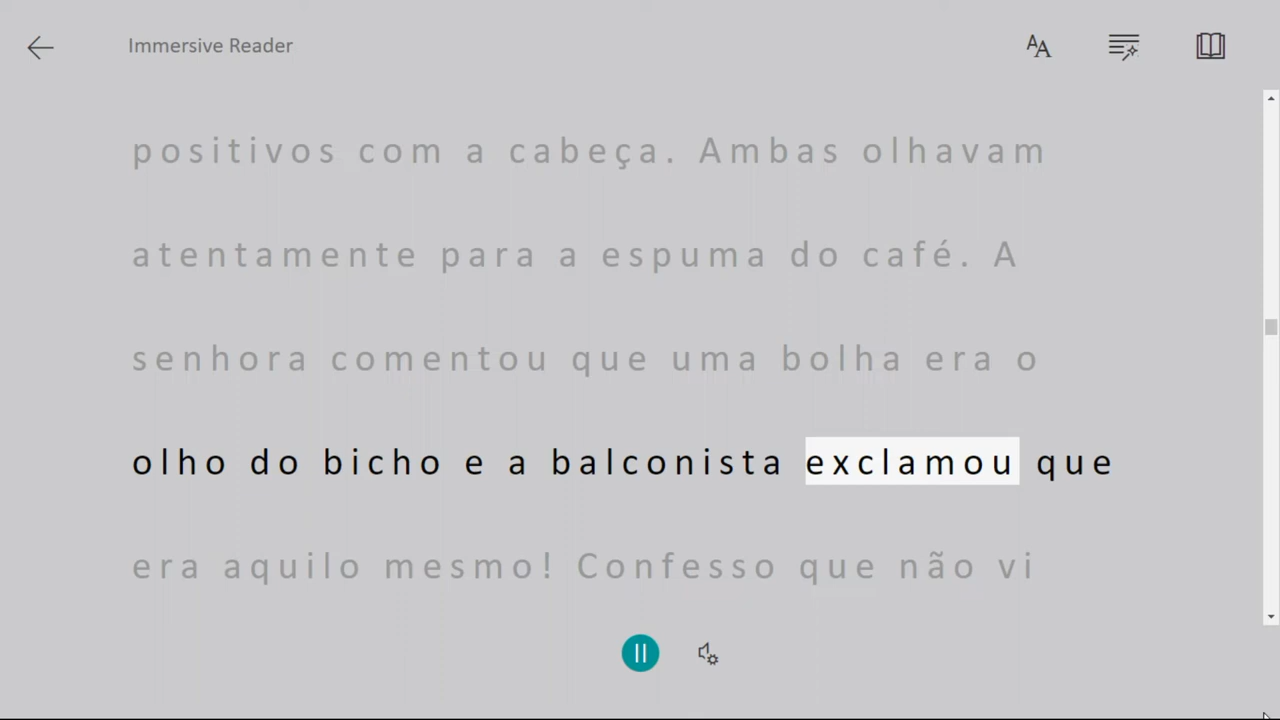 Immersive Reader
positivos com a cabeça. Ambas olhavam
atentamente para a espuma do café. A
senhora comentou que uma bolha era o
olho do bicho e a balconista exclamou que
era aquilo mesmo! Confesso que não vi